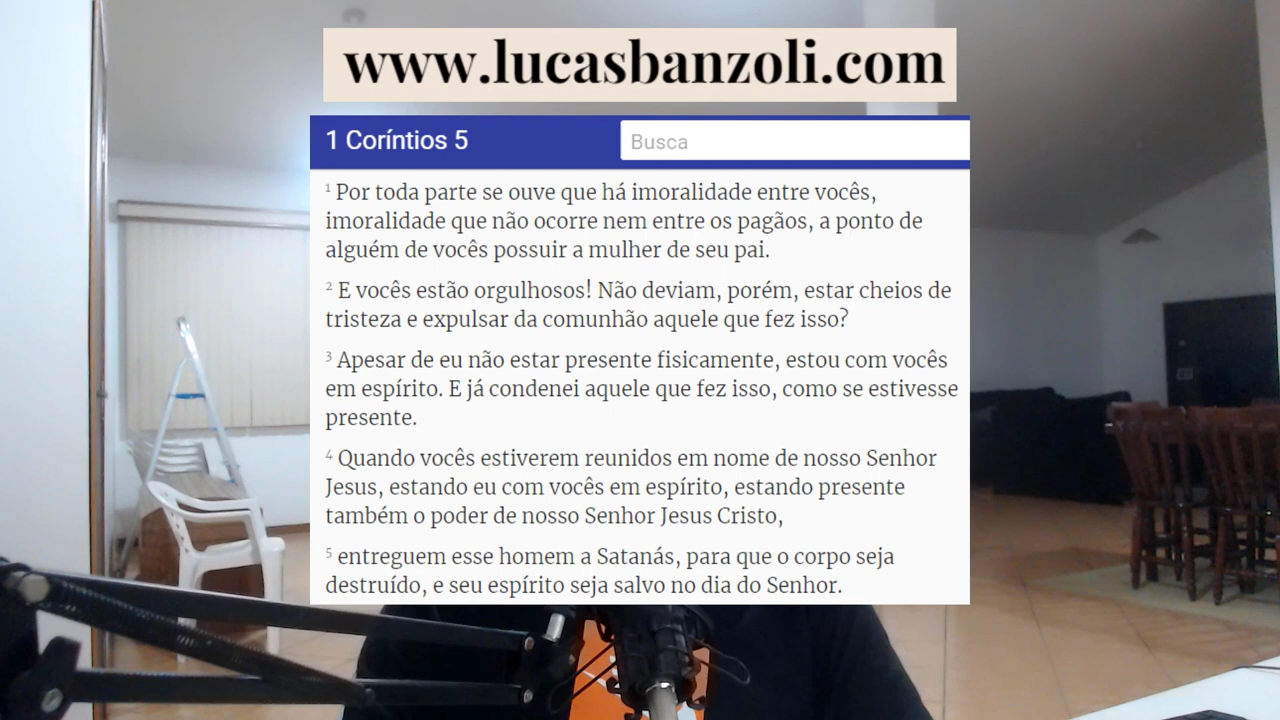 www.lucasbanzoli.com
1 Coríntios 5
Busca
1 Por toda parte se ouve que há imoralidade entre vocês,
imoralidade que não ocorre nem entre os pagãos, a ponto de
alguém de vocês possuir a mulher de seu pai.
2 E vocês estão orgulhosos! Não deviam, porém, estar cheios de
tristeza e expulsar da comunhão aquele que fez isso?
3 Apesar de eu não estar presente fisicamente, estou com vocês
em espírito. E já condenei aquele que fez isso, como se estivesse
presente.
4 Quando vocês estiverem reunidos em nome de nosso Senhor
Jesus, estando eu com vocês em espírito, estando presente
também o poder de nosso Senhor Jesus Cristo,
5 entreguem esse homem a Satanás, para que o corpo seja
destruído, e seu espírito seja salvo no dia do Senhor.